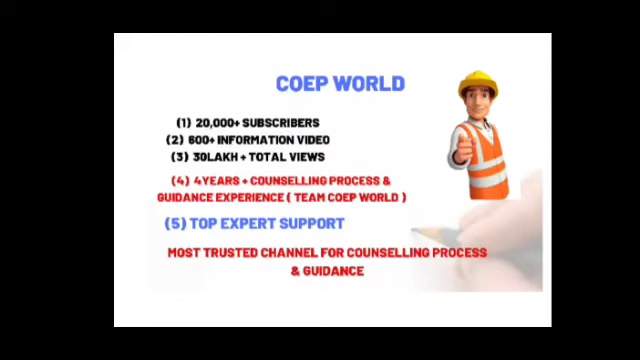 COEP WORLD
(1) 20,000+ SUBSCRIBERS
(2) 600+ INFORMATION VIDEO
(3) 30LAKH + TOTAL VIEWS
(4) 4YEARS + COUNSELLING PROCESS &
GUIDANCE EXPERIENCE ( TEAM COEP WORLD )
(5) TOP EXPERT SUPPORT
MOST TRUSTED CHANNEL FOR COUNSELLING PROCESS
& GUIDANCE